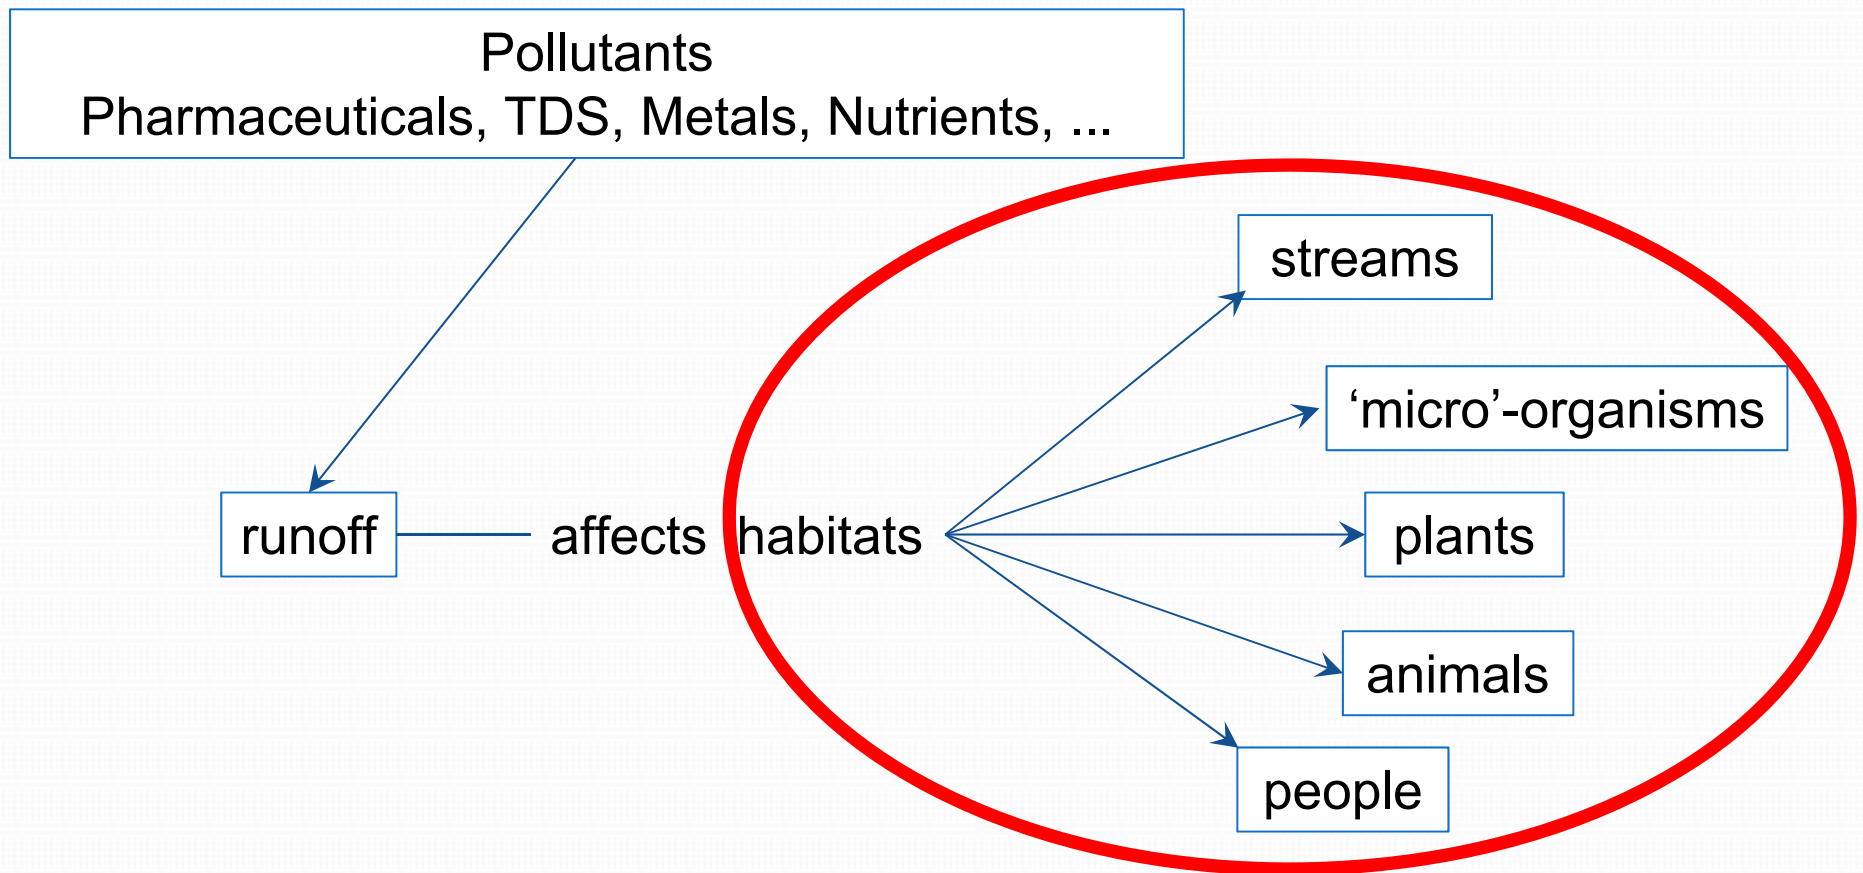 Pollutants
Pharmaceuticals, TDS, Metals, Nutrients, ...
streams
‘micro’-organisms
runoff affects habitats plants
animals
people